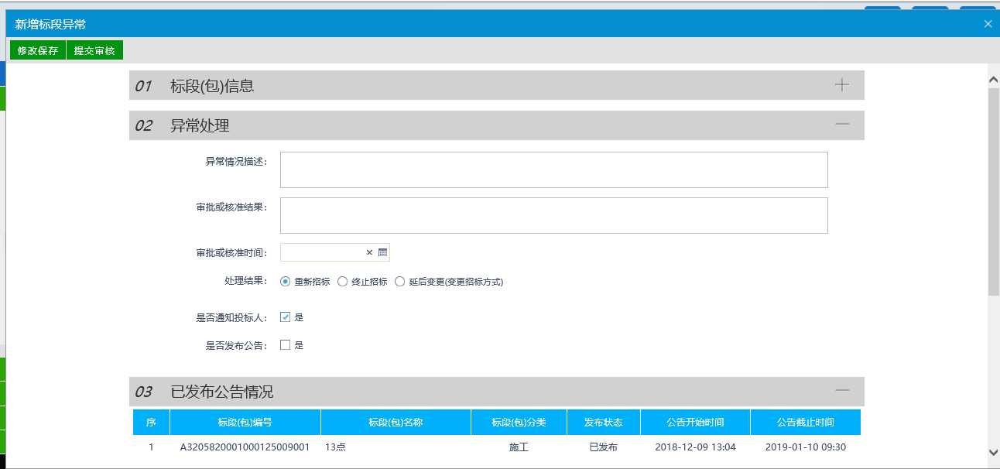 新增标段异常
修改保存 提交审核
01 标段(包)信息
02 异常处理
异常情况描述：
审批或核准结果：
审批或核准时间：
处理结果： 重新招标 终止招标 延后变更(变更招标方式)
是否通知投标人： 是
是否发布公告： 是
03 已发布公告情况
序 标段(包)编号 标段(包)名称 标段(包)分类 发布状态 公告开始时间 公告截止时间
1 A3205820001000125009001 13点 施工 已发布 2018-12-09 13:04 2019-01-10 09:30